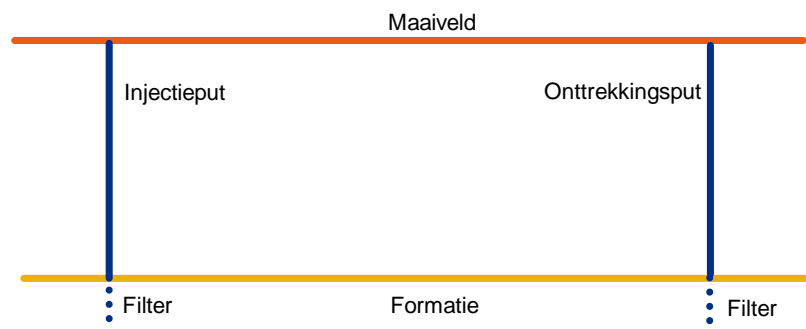 Maaiveld
Injectieput
Onttrekkingsput
Filter
Formatie
Filter